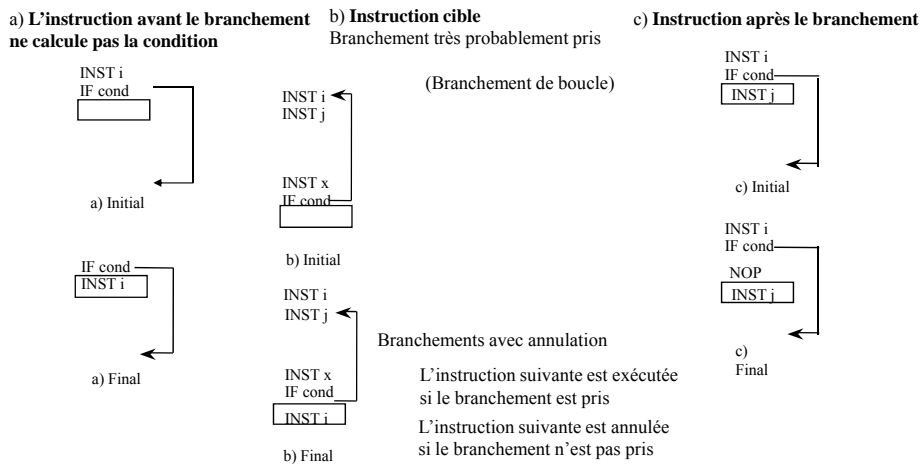 a) L'instruction avant le branchement
ne calcule pas la condition
INST i
IF cond
a) Initial
IF cond
INST i
a) Final
b) Instruction cible
Branchement très probablement pris
(Branchement de boucle)
INST i
INST j
INST x
IF cond
b) Initial
INST i
INST j
Branchements avec annulation
INST x
IF cond
INST i
L'instruction suivante est exécutée
si le branchement est pris
L'instruction suivante est annulée
si le branchement n'est pas pris
b) Final
c) Instruction après le branchement
INST i
IF cond
INST j
c) Initial
INST i
IF cond
NOP
INST j
c)
Final